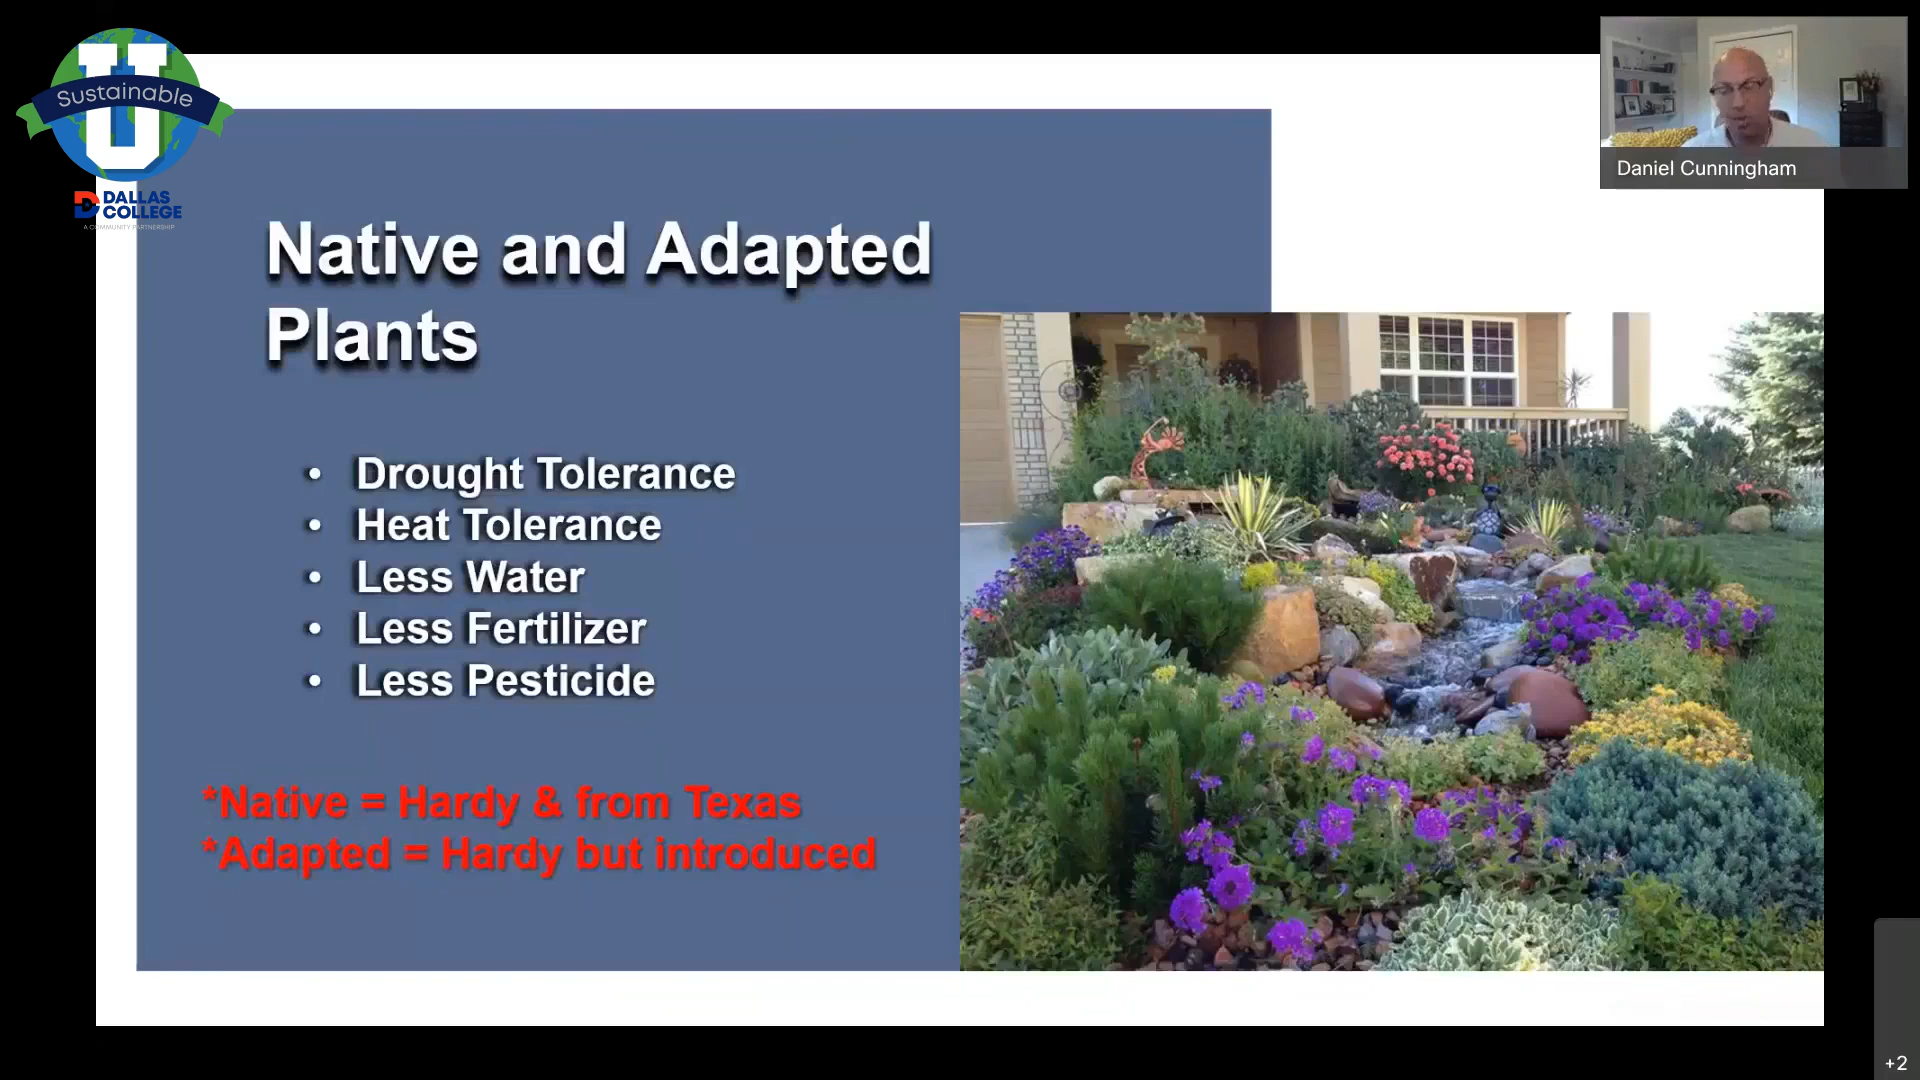 U
Sustainable
DALLAS
COLLEGE
A COMMUNITY PARTNERSHIP
Daniel Cunningham
Native and Adapted
Plants
• Drought Tolerance
• Heat Tolerance
• Less Water
• Less Fertilizer
• Less Pesticide
*Native = Hardy & from Texas
*Adapted = Hardy but introduced
+2